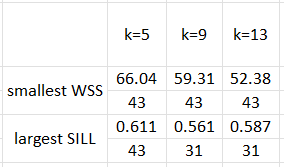 k=5 k=9 k=13
smallest WSS 66.04 59.31 52.38
43 43 43
largest SILL 0.611 0.561 0.587
43 31 31